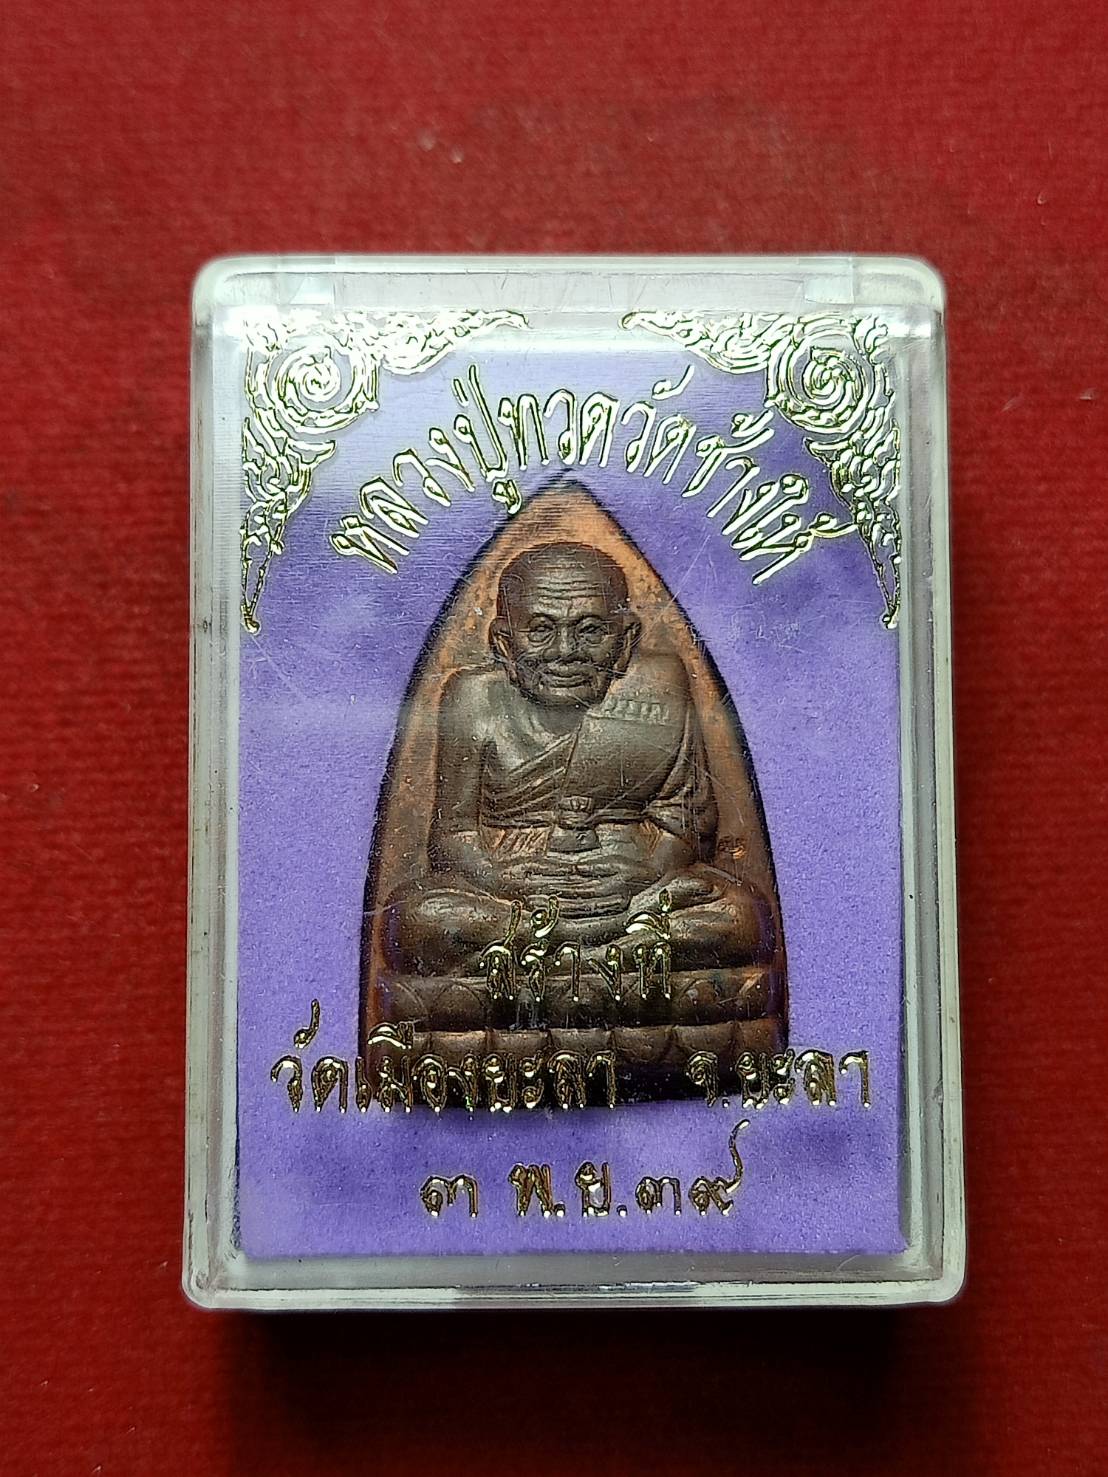 หลวงปู่ทวดวัดช้างให้
สร้างที่
วัดเมืองยะลา จ.ยะลา
๓ พ.ย.๓๙